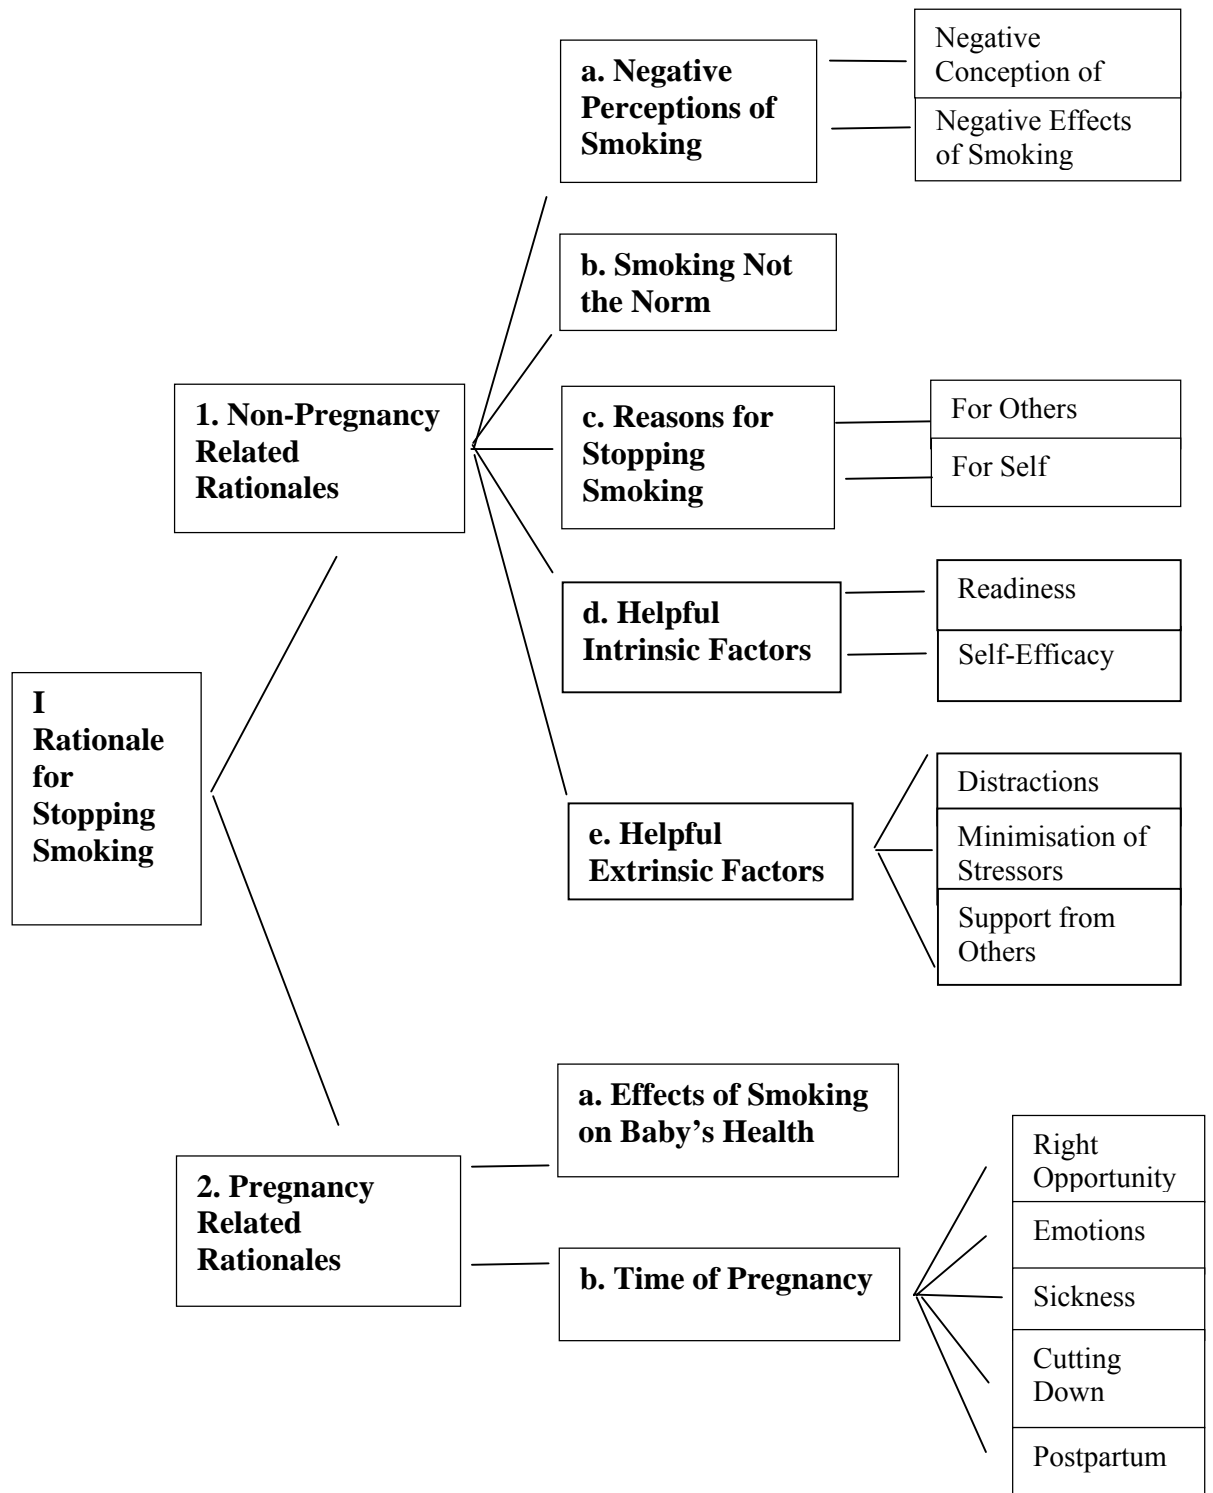 I
Rationale
for
Stopping
Smoking
1. Non-Pregnancy
Related
Rationales
a. Negative
Perceptions of
Smoking
Negative
Conception of
Negative Effects
of Smoking
b. Smoking Not
the Norm
c. Reasons for
Stopping
Smoking
For Others
For Self
d. Helpful
Intrinsic Factors
Readiness
Self-Efficacy
e. Helpful
Extrinsic Factors
Distractions
Minimisation of
Stressors
Support from
Others
2. Pregnancy
Related
Rationales
a. Effects of Smoking
on Baby’s Health
b. Time of Pregnancy
Right
Opportunity
Emotions
Sickness
Cutting
Down
Postpartum